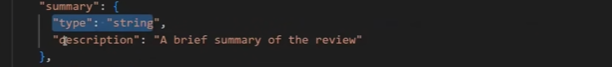 "summary": {
"type": "string",
"description": "A brief summary of the review"
},